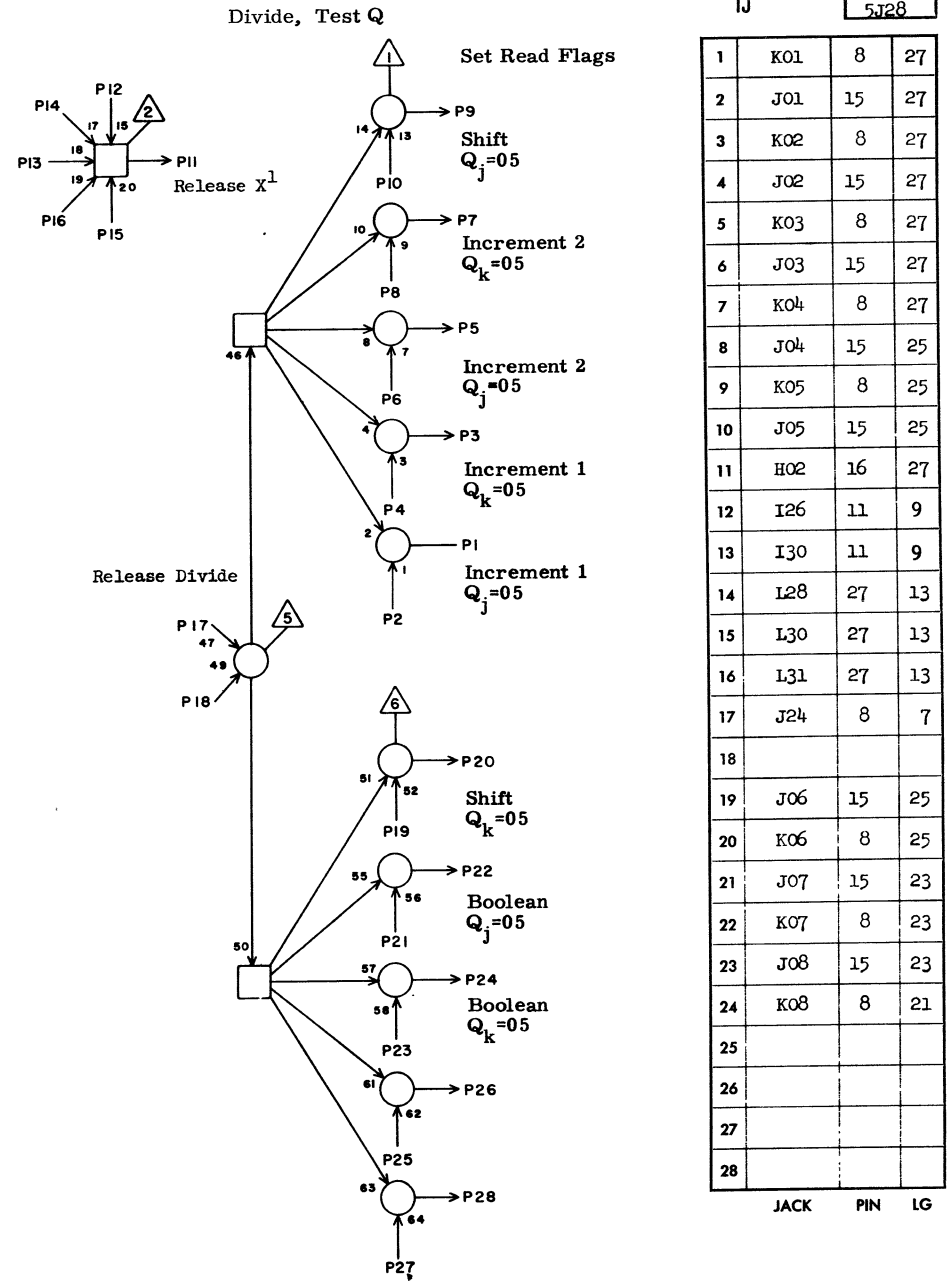 Divide, Test Q
1
Set Read Flags
P9
14
13
Shift
Qj=05
P10
P12
P14
2
17
15
P13
18
P11
19
20
Release X1
P16
P15
P7
10
9
Increment 2
Qk=05
P8
P5
8
7
Increment 2
Qj=05
P6
46
P3
4
3
Increment 1
Qk=05
P4
2
P1
1
Increment 1
Qj=05
P2
Release Divide
5
P17
47
49
P18
6
P20
51
52
Shift
Qk=05
P19
P22
55
56
Boolean
Qj=05
P21
50
57
P24
58
Boolean
Qk=05
P23
61
P26
62
P25
63
P28
64
P27
IJ
5J28
1 K01 8 27
2 J01 15 27
3 K02 8 27
4 J02 15 27
5 K03 8 27
6 J03 15 27
7 K04 8 27
8 J04 15 25
9 K05 8 25
10 J05 15 25
11 H02 16 27
12 I26 11 9
13 I30 11 9
14 L28 27 13
15 L30 27 13
16 L31 27 13
17 J24 8 7
18
19 J06 15 25
20 K06 8 25
21 J07 15 23
22 K07 8 23
23 J08 15 23
24 K08 8 21
25
26
27
28
JACK PIN LG